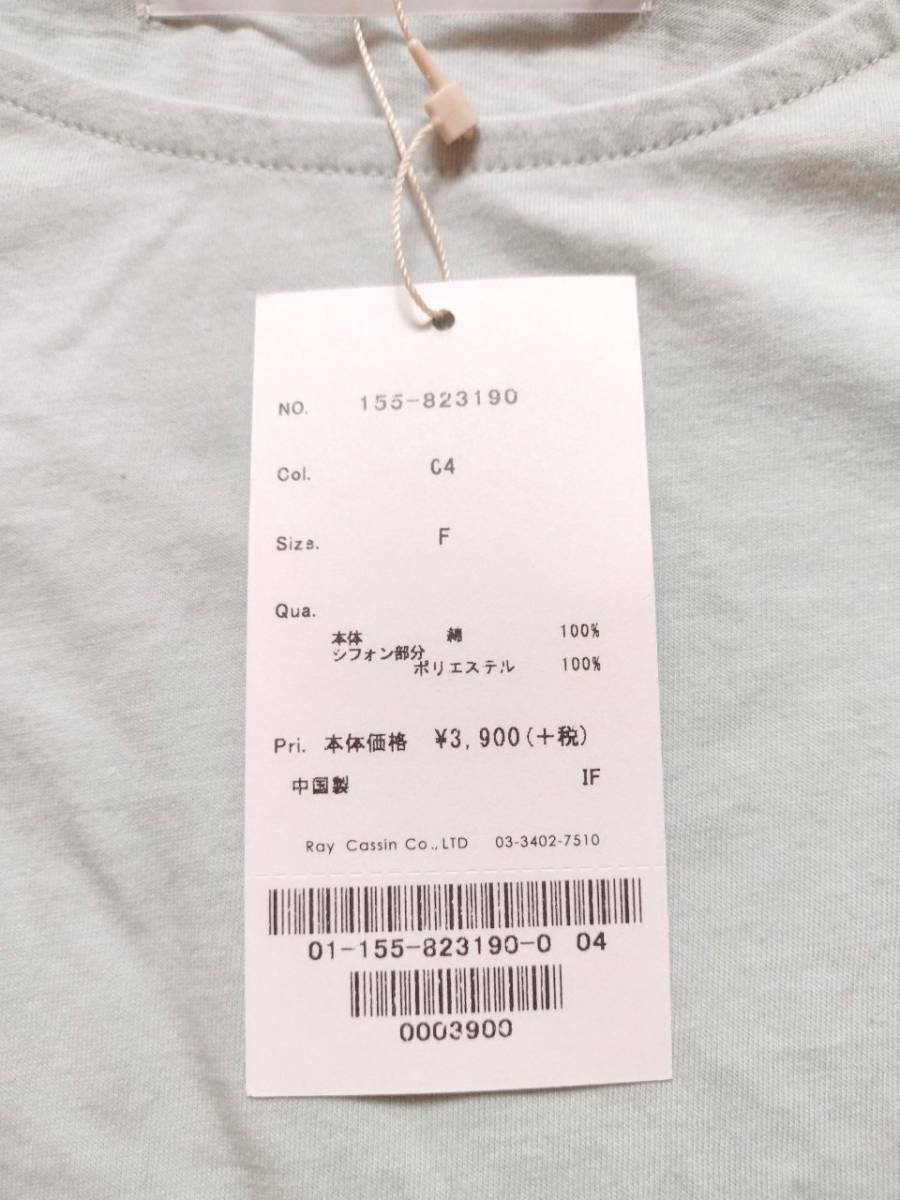 NO. 155-823190
Col. 04
Size. F
Qua.
本体 綿 100%
シフォン部分
ポリエステル 100%
Pri. 本体価格 ¥3,900(+税)
中国製 IF
Ray Cassin Co.,LTD 03-3402-7510
01-155-823190-0 04
0003900